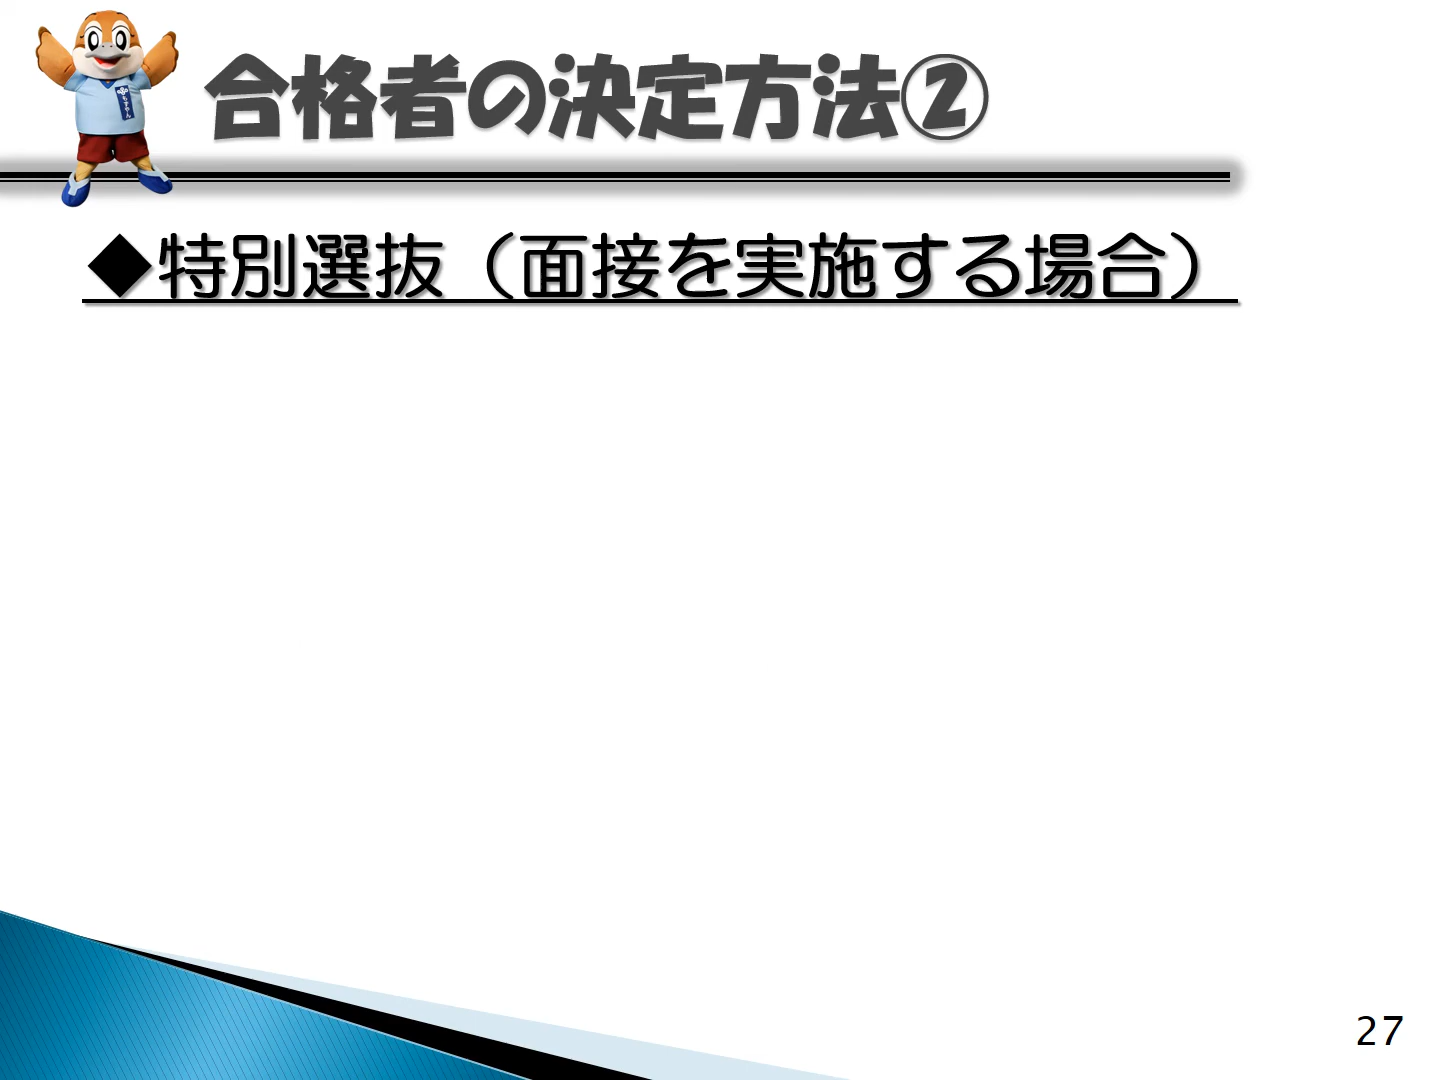 合格者の決定方法②
◆特別選抜（面接を実施する場合）
27